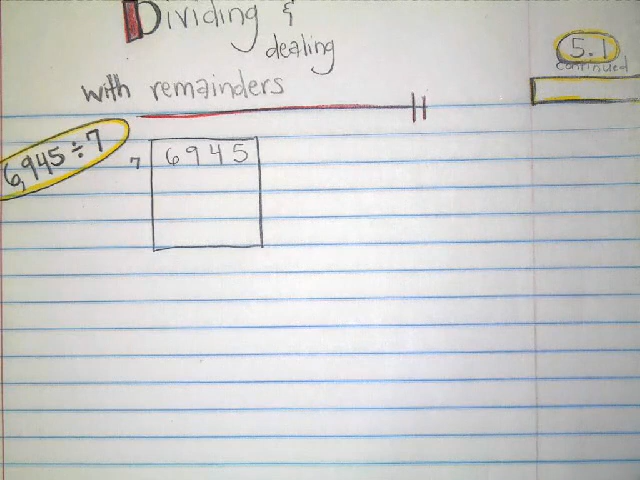 Dividing &
dealing
with remainders
5.1
continued
6,945 ÷ 7
7 6945